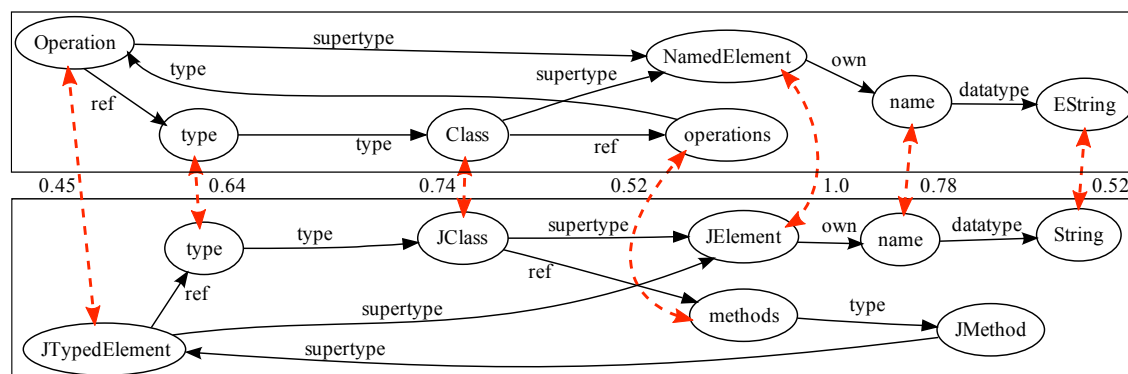 Operation
supertype
NamedElement
own
type
supertype
ref
name
datatype
EString
type
type
Class
ref
operations
0.45
0.64
0.74
0.52
1.0
0.78
0.52
type
type
JClass
supertype
JElement
own
name
datatype
String
ref
ref
supertype
methods
type
JMethod
JTypedElement
supertype